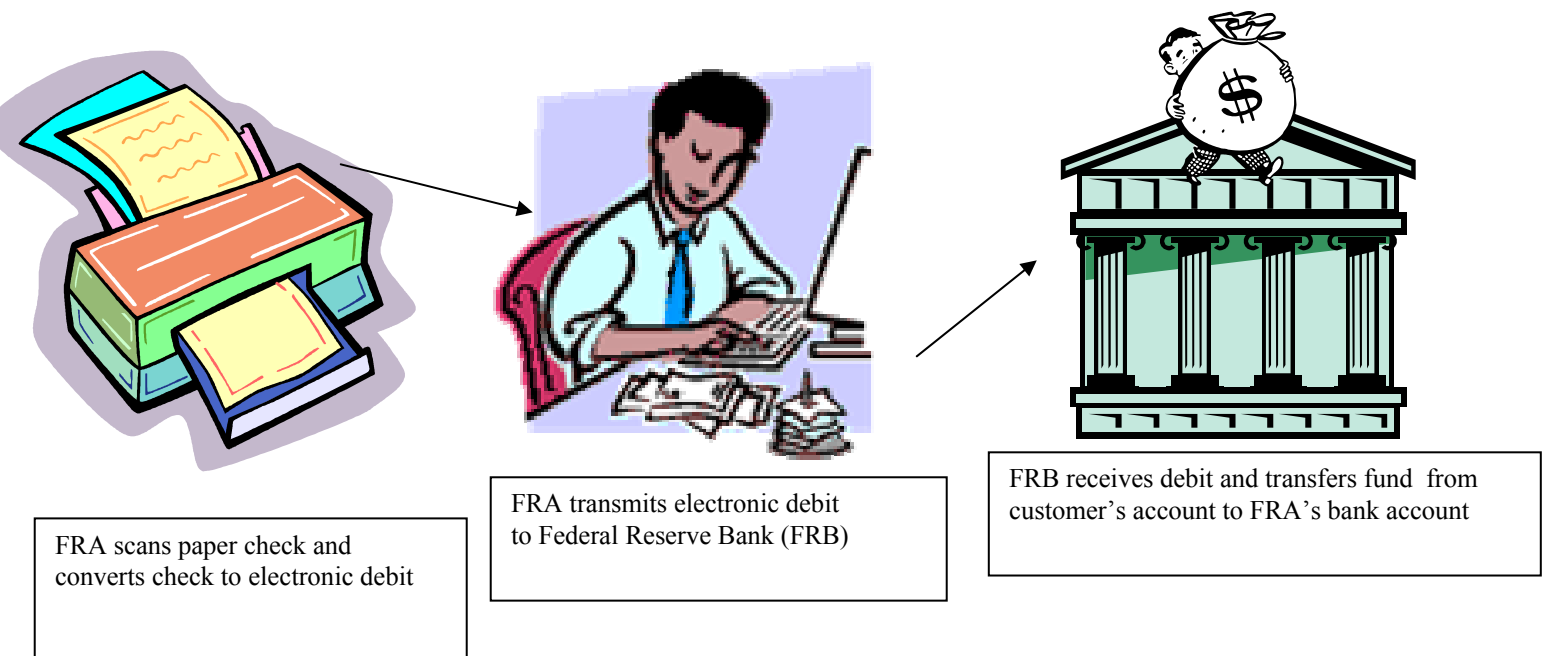 $
FRA scans paper check and
converts check to electronic debit
FRA transmits electronic debit
to Federal Reserve Bank (FRB)
FRB receives debit and transfers fund  from
customer’s account to FRA’s bank account